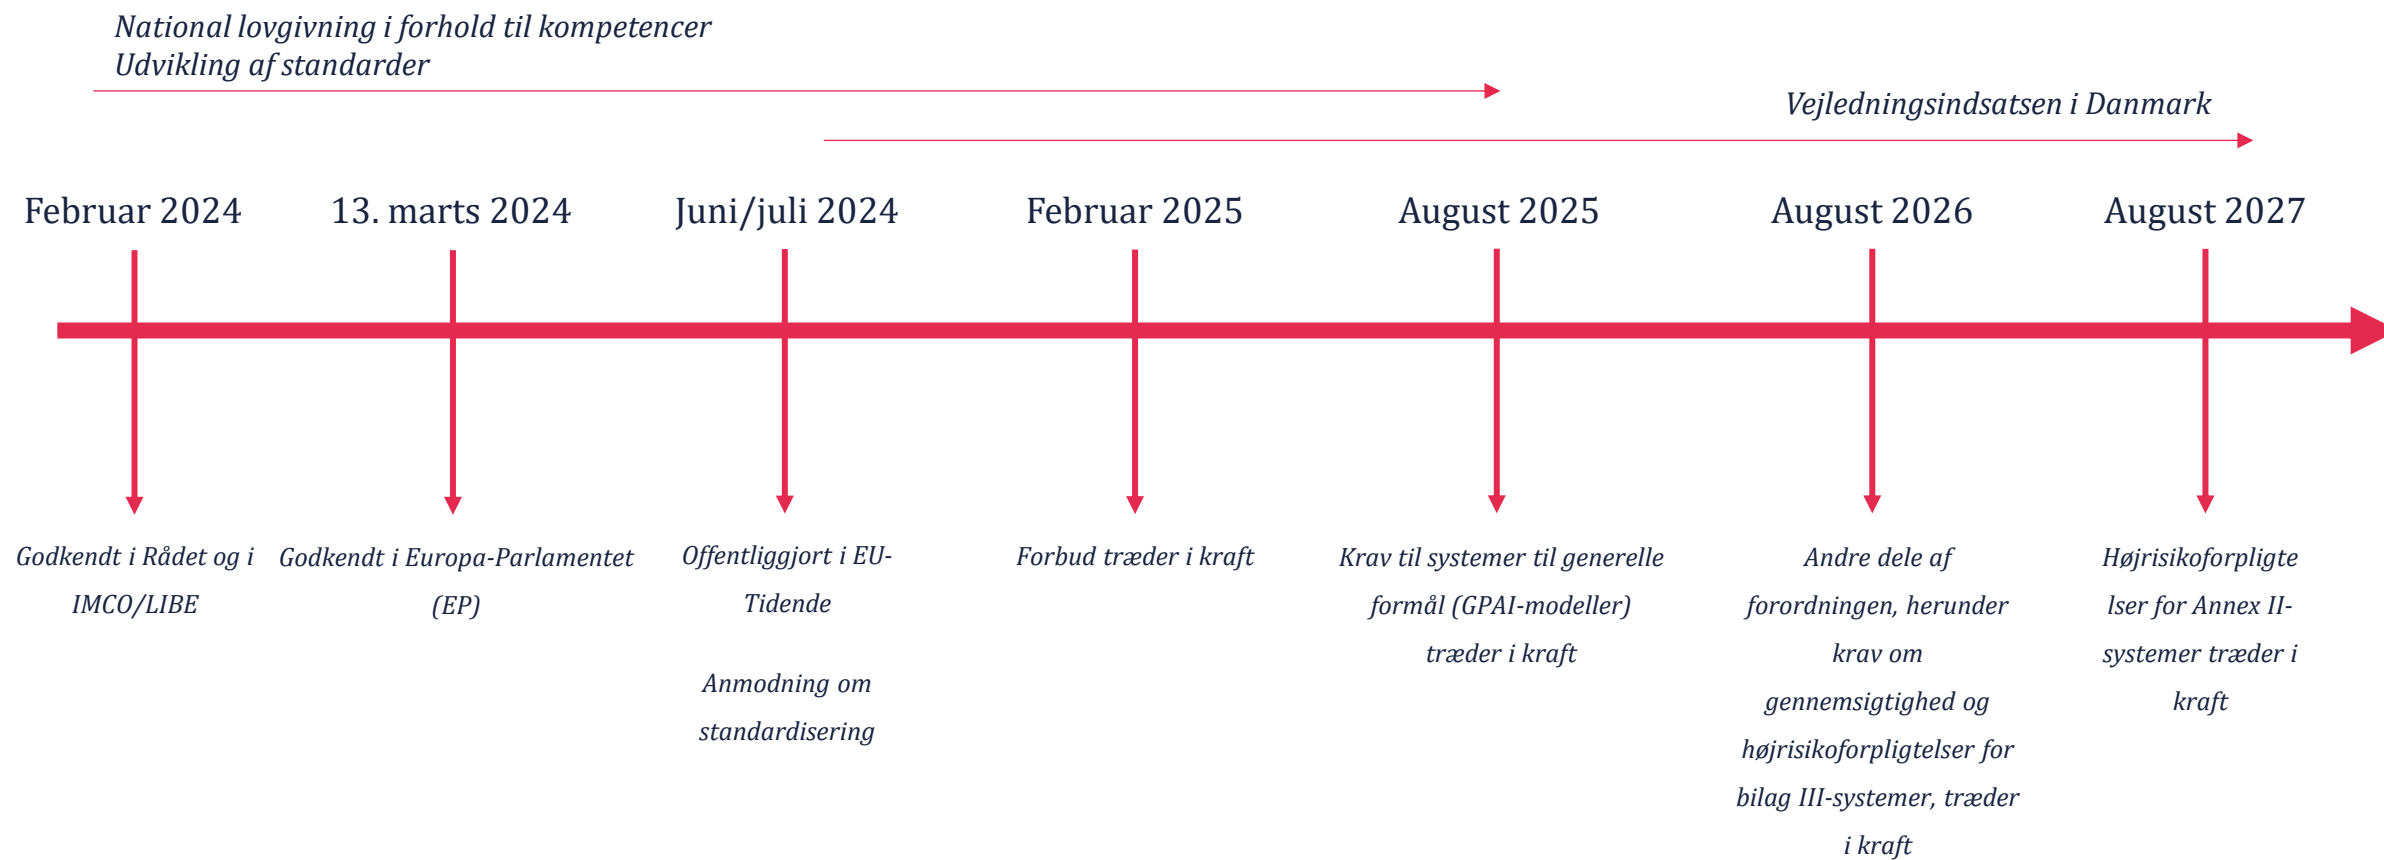 National lovgivning i forhold til kompetencer
Udvikling af standarder
Vejledningsindsatsen i Danmark
Februar 2024
13. marts 2024
Juni/juli 2024
Februar 2025
August 2025
August 2026
August 2027
Godkendt i Rådet og i
IMCO/LIBE
Godkendt i Europa-Parlamentet
(EP)
Offentliggjort i EU-
Tidende
Anmodning om
standardisering
Forbud træder i kraft
Krav til systemer til generelle
formål (GPAI-modeller)
træder i kraft
Andre dele af
forordningen, herunder
krav om
gennemsigtighed og
højrisikoforpligtelser for
bilag III-systemer, træder
i kraft
Højrisikoforpligte
lser for Annex II-
systemer træder i
kraft